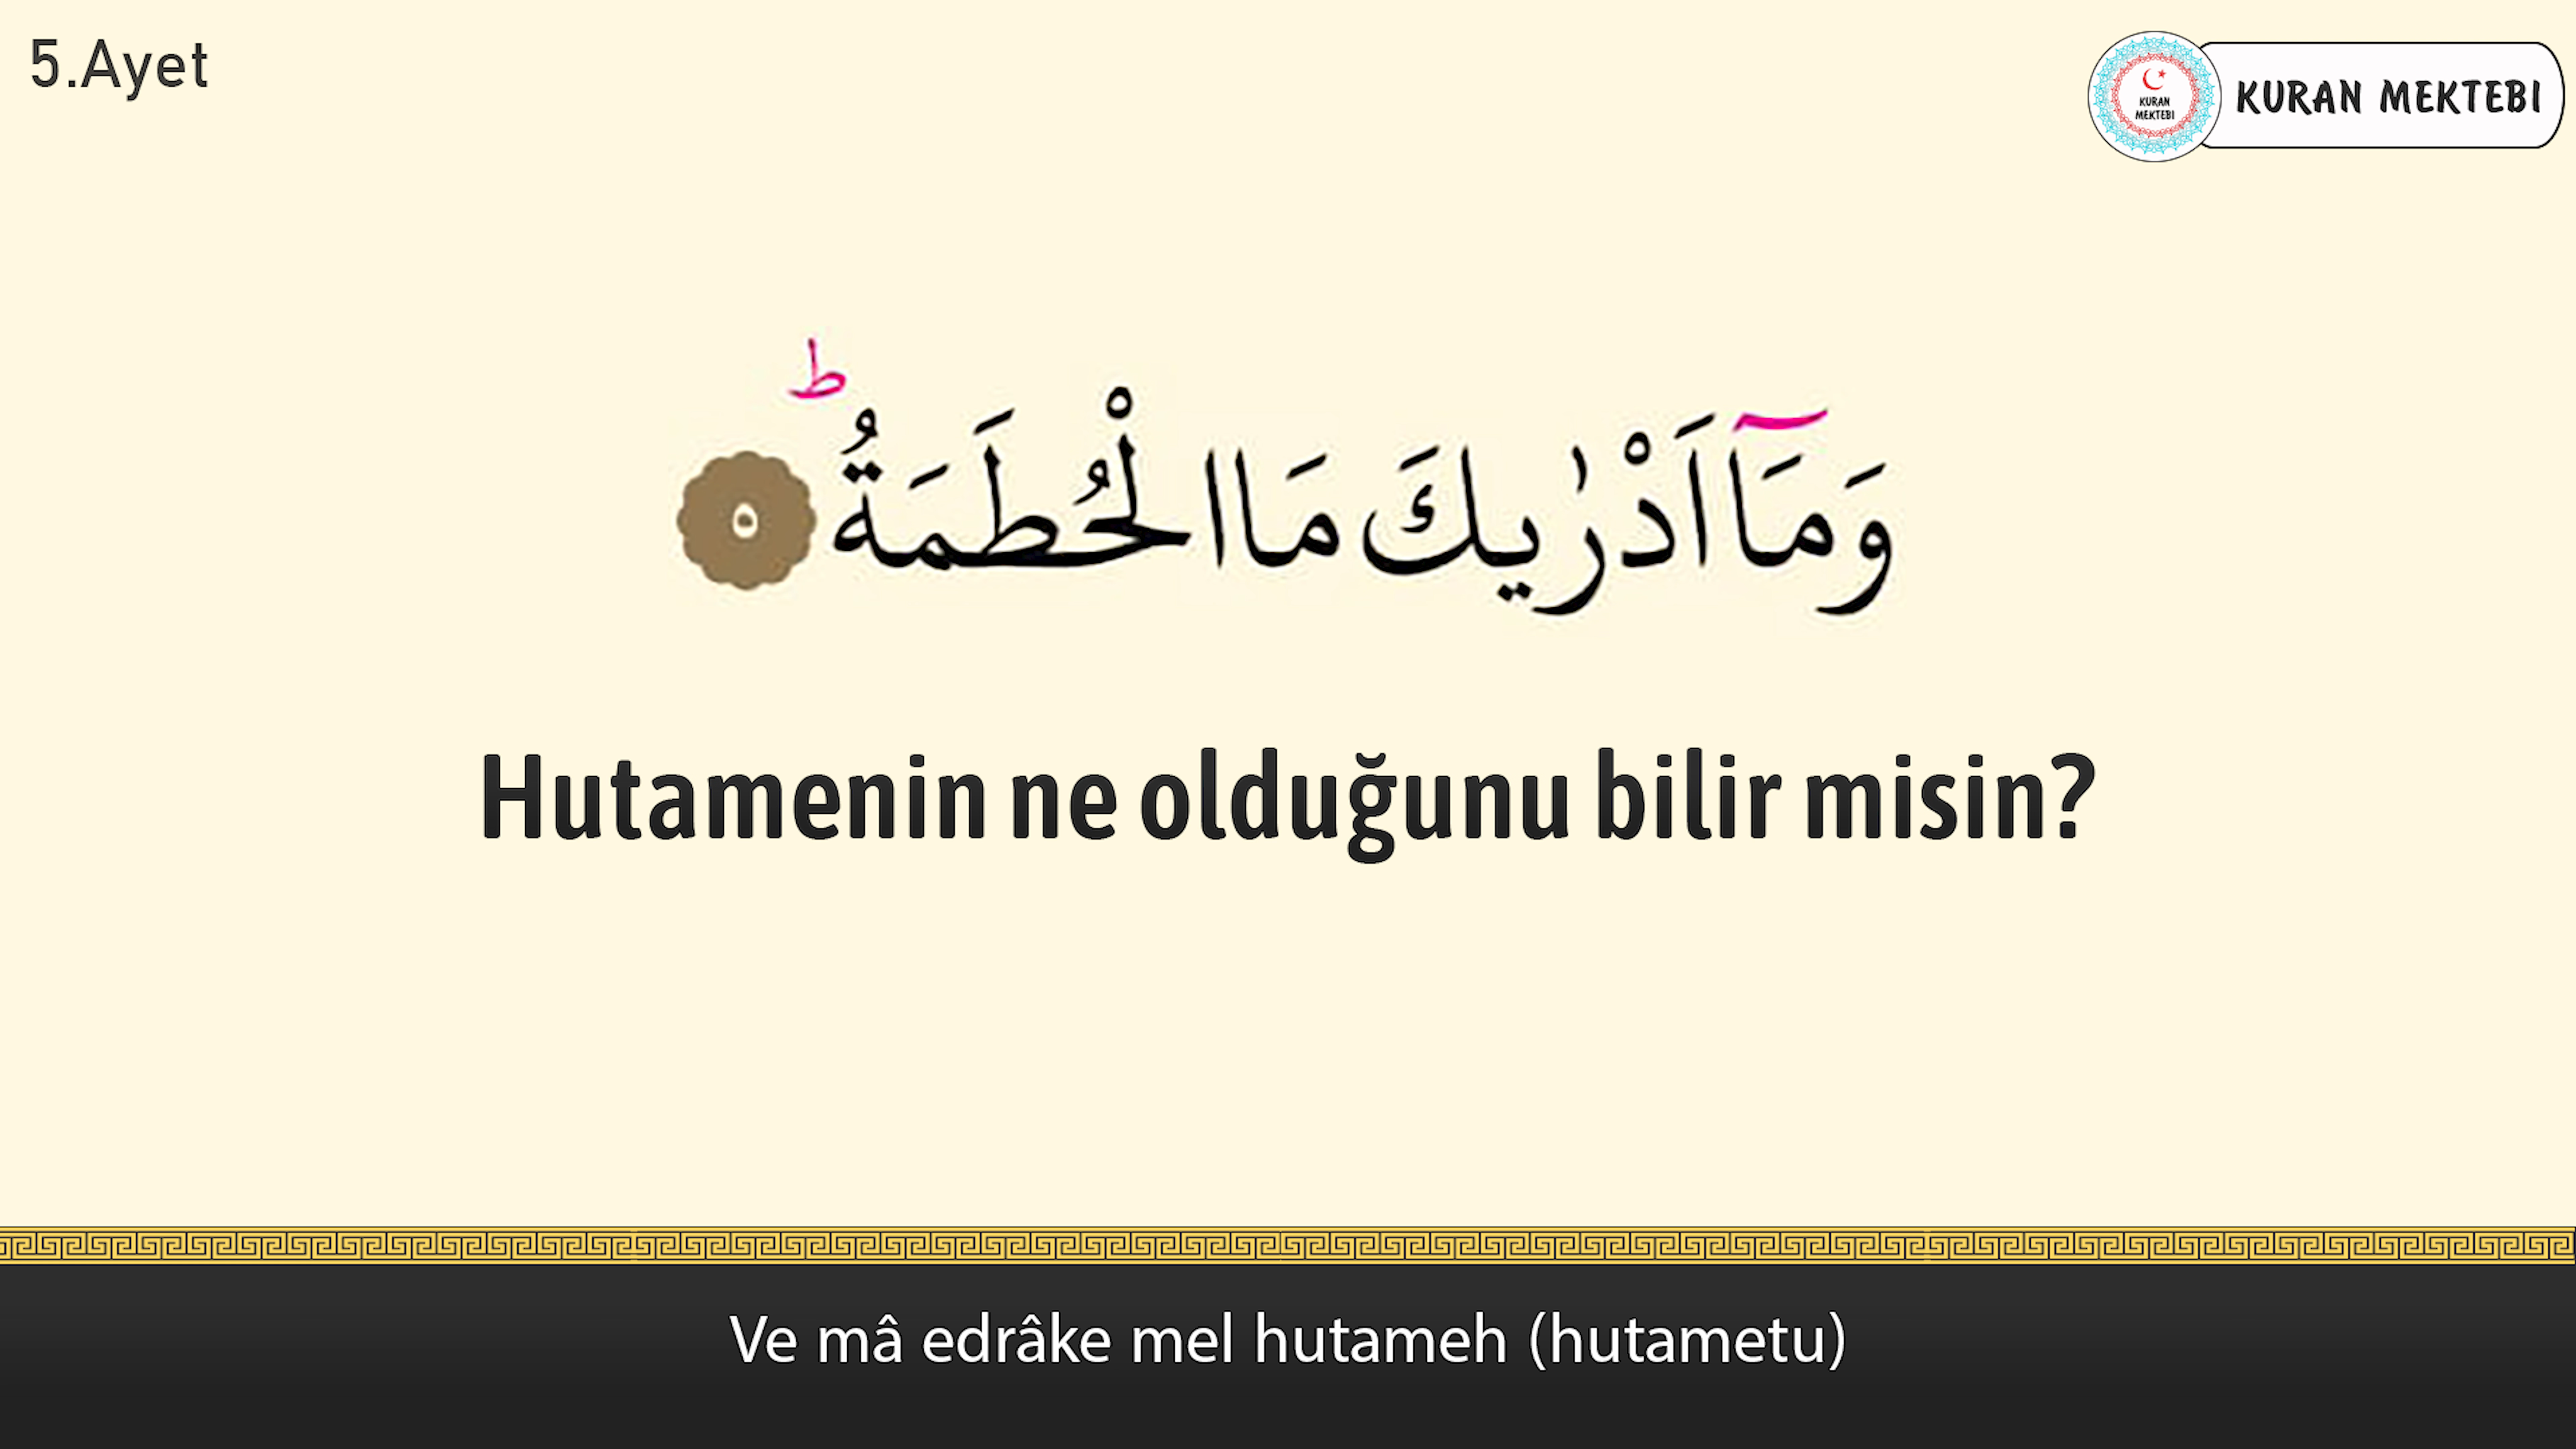 5.Ayet
KURAN
MEKTEBI
KURAN MEKTEBI
وَمَٓا اَدْرٰيكَ مَا الْحُطَمَةُؕ ﴿٥﴾
Hutamenin ne olduğunu bilir misin?
Ve mâ edrâke mel hutameh (hutametu)